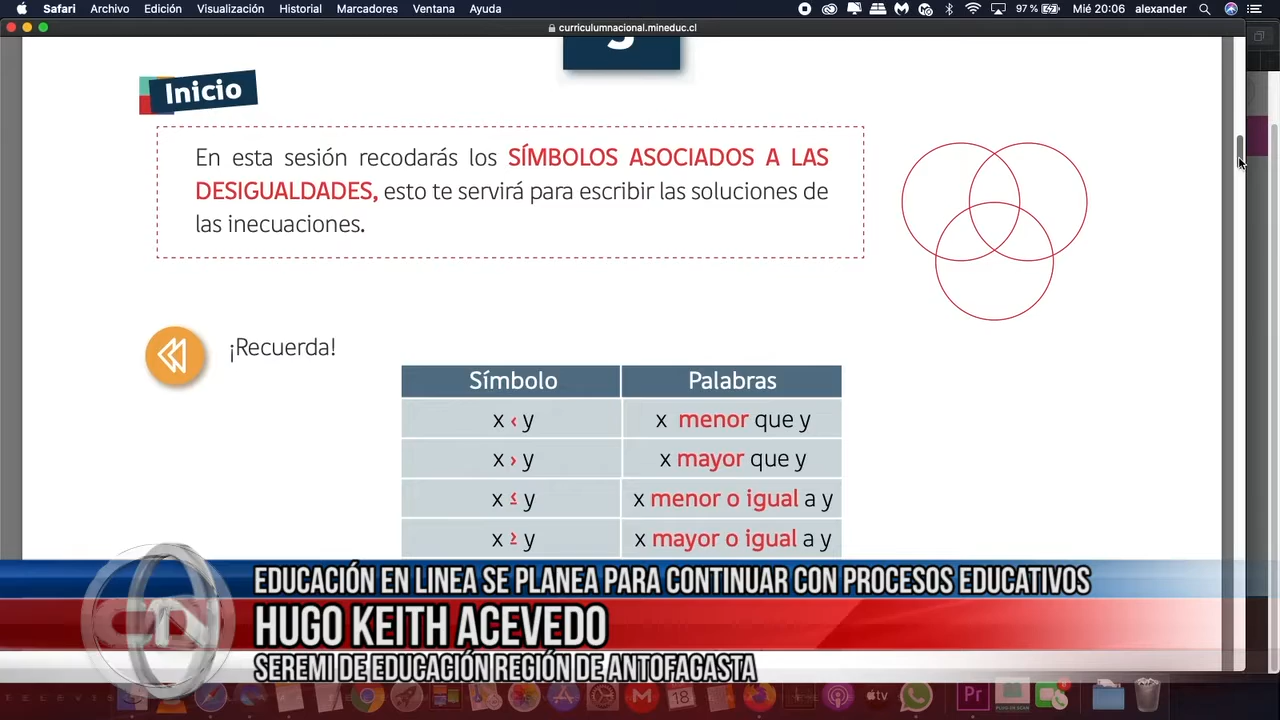 Safari Archivo Edición Visualización Historial Marcadores Ventana Ayuda 97 % Mié 20:06 alexander
curriculumnacional.mineduc.cl
Inicio
En esta sesión recodarás los SÍMBOLOS ASOCIADOS A LAS
DESIGUALDADES, esto te servirá para escribir las soluciones de
las inecuaciones.
¡Recuerda!
Símbolo Palabras
x < y x menor que y
x > y x mayor que y
x ≤ y x menor o igual a y
x ≥ y x mayor o igual a y
EDUCACIÓN EN LINEA SE PLANEA PARA CONTINUAR CON PROCESOS EDUCATIVOS
HUGO KEITH ACEVEDO
SEREMI DE EDUCACIÓN REGIÓN DE ANTOFAGASTA
18 tv Pr